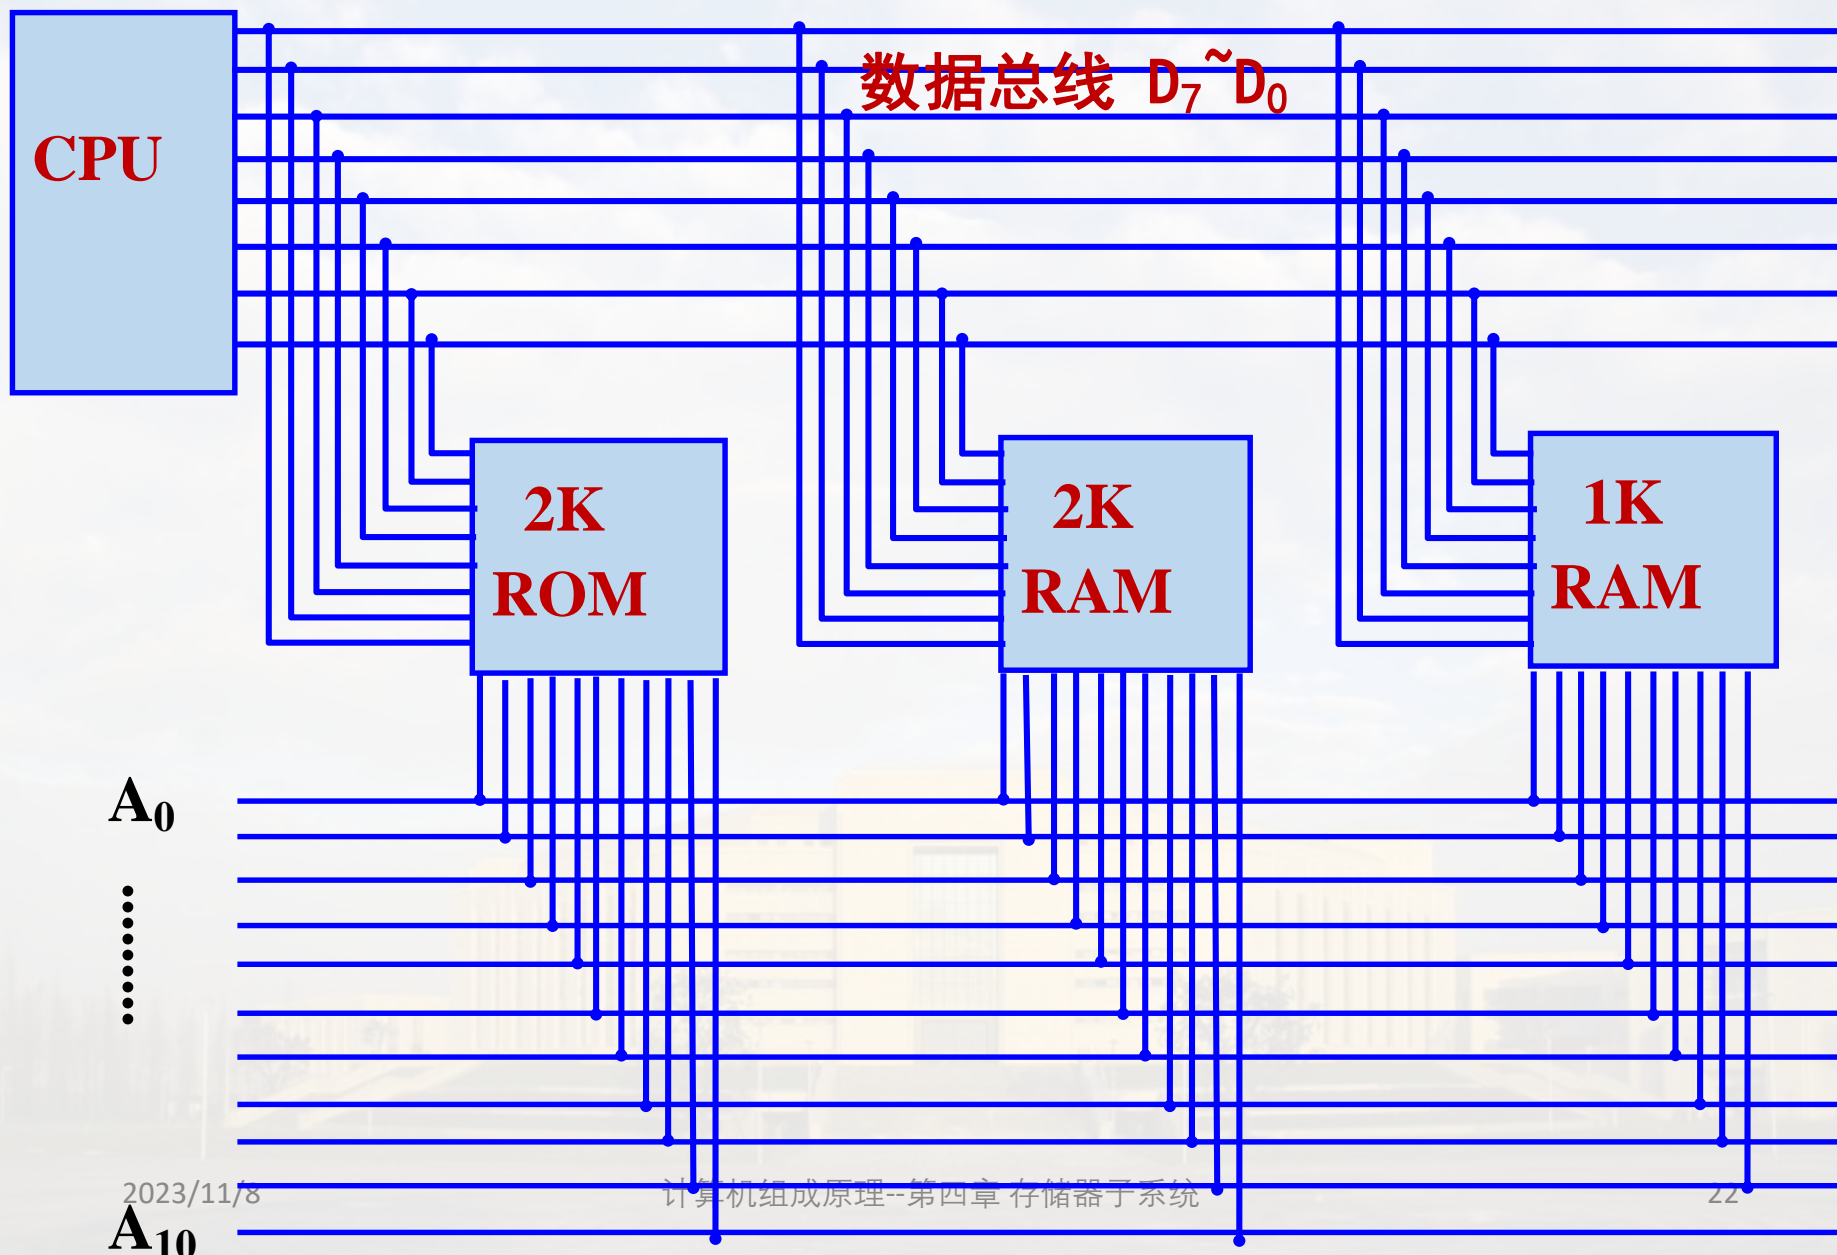 数据总线 D7~D0
CPU
2K
ROM
2K
RAM
1K
RAM
A0
A10
2023/11/8
计算机组成原理--第四章 存储器子系统
22